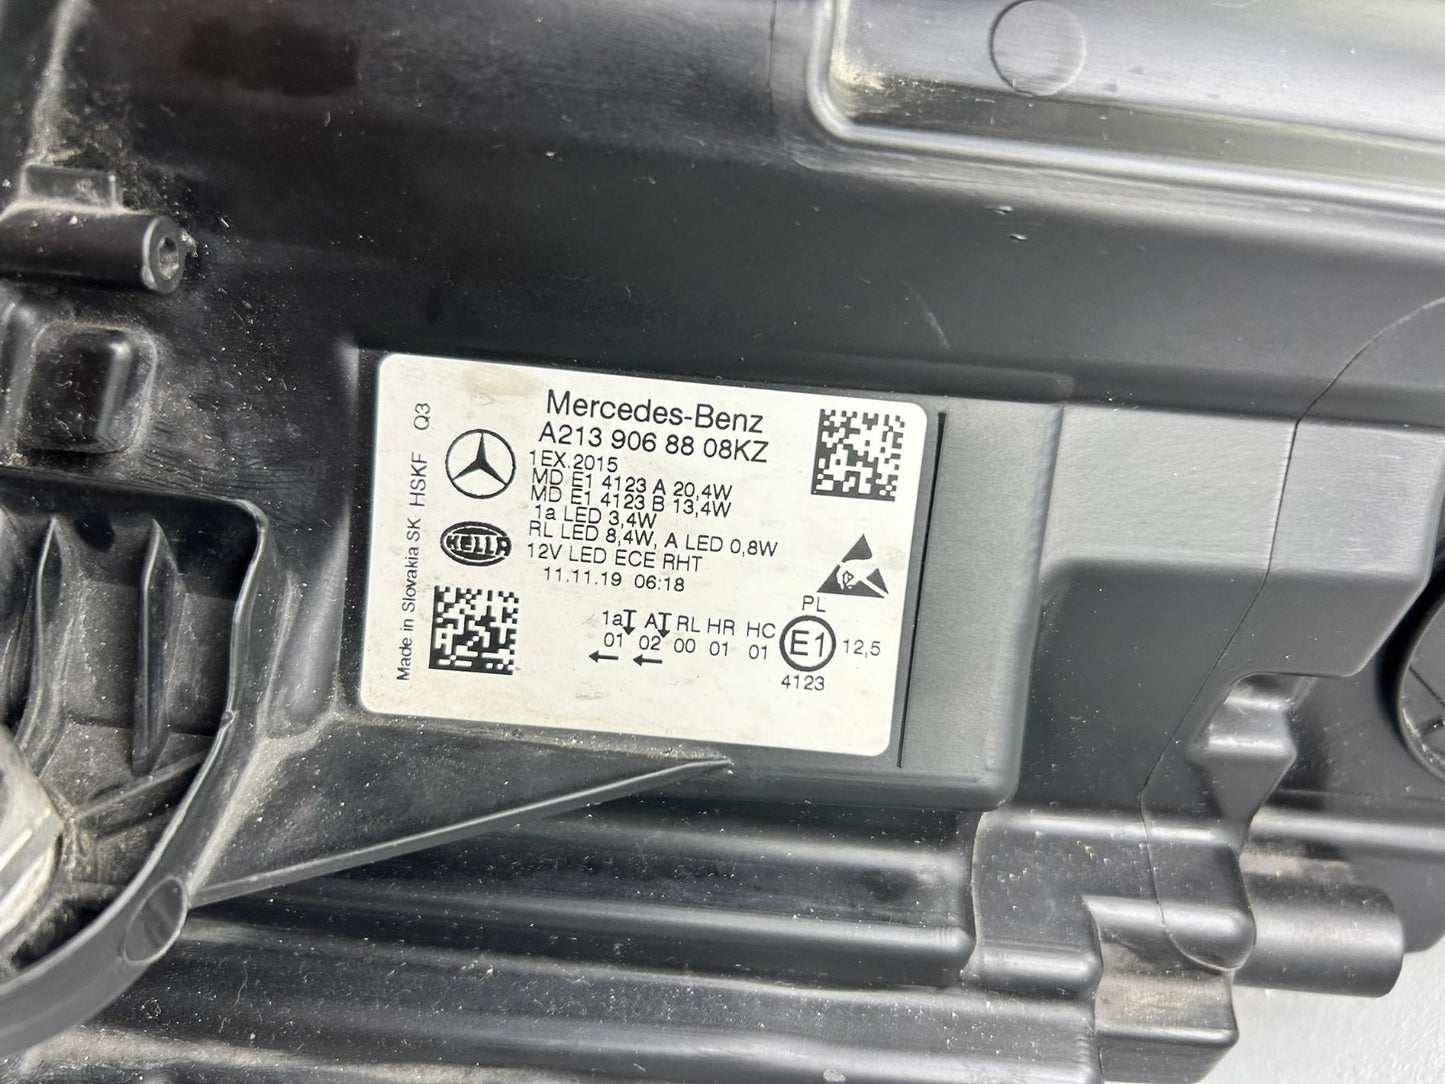 Mercedes-Benz
A213 906 88 08KZ
1EX.2015
MD E1 4123 A 20,4W
MD E1 4123 B 13,4W
1a LED 3,4W
RL LED 8,4W, A LED 0,8W
12V LED ECE RHT
11.11.19 06:18
HELLA
Made in Slovakia SK HSKF Q3
1a A RL HR HC PL
01 02 00 01 01 E1 12,5
4123